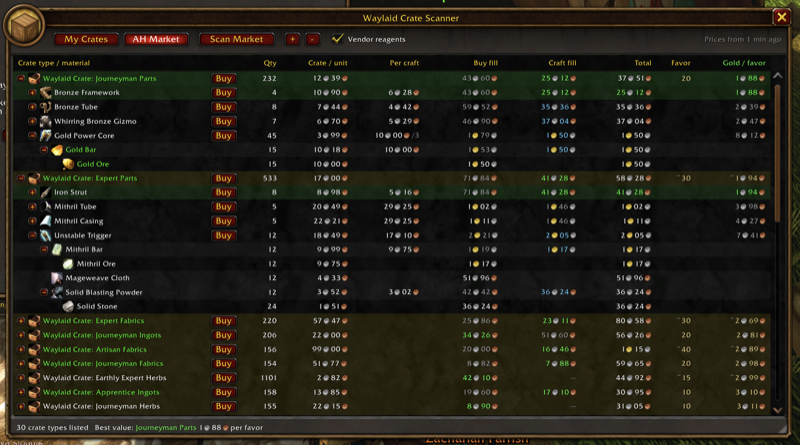 Waylaid Crate Scanner
My Crates AH Market Scan Market + - Vendor reagents Prices from 1 min ago
Crate type / material Qty Crate / unit Per craft Buy fill Craft fill Total Favor Gold / favor
Waylaid Crate: Journeyman Parts Buy 232 12 39 43 60 25 12 37 51 20 1 88
Bronze Framework Buy 4 10 90 6 28 43 60 25 12 25 12 1 88
Bronze Tube Buy 8 7 44 4 42 59 52 35 36 35 36 2 39
Whirring Bronze Gizmo Buy 7 6 70 5 29 46 90 37 04 37 04 2 47
Gold Power Core Buy 45 3 99 10 00 /3 1 79 1 50 1 50 8 12
Gold Bar 15 10 18 10 00 1 53 1 50 1 50
Gold Ore 15 10 00 1 50 1 50
Waylaid Crate: Expert Parts Buy 533 17 00 71 84 41 28 58 28 ~30 ~1 94
Iron Strut Buy 8 8 98 5 16 71 84 41 28 41 28 1 94
Mithril Tube Buy 5 20 49 29 25 1 02 1 46 1 02 3 98
Mithril Casing Buy 5 22 21 29 25 1 11 1 46 1 11 4 27
Unstable Trigger Buy 12 18 49 17 10 2 21 2 05 2 05 7 41
Mithril Bar 12 9 99 9 75 1 19 1 17 1 17
Mithril Ore 12 9 75 1 17 1 17
Mageweave Cloth 12 4 33 51 96 51 96
Solid Blasting Powder 12 3 52 3 02 42 42 36 24 36 24
Solid Stone 24 1 51 36 24 36 24
Waylaid Crate: Expert Fabrics Buy 220 57 47 25 86 23 11 80 58 ~30 ~2 69
Waylaid Crate: Journeyman Ingots Buy 206 22 00 34 26 51 60 56 26 20 2 81
Waylaid Crate: Artisan Fabrics Buy 156 99 00 20 00 16 46 1 15 ~40 ~2 89
Waylaid Crate: Journeyman Fabrics Buy 154 51 77 8 82 7 88 59 65 20 2 98
Waylaid Crate: Earthly Expert Herbs Buy 1101 2 82 42 10 – 44 92 ~15 ~2 99
Waylaid Crate: Apprentice Ingots Buy 158 13 85 19 60 17 10 30 95 10 3 10
Waylaid Crate: Journeyman Herbs Buy 155 22 15 8 90 – 31 05 10 3 11
30 crate types listed Best value: Journeyman Parts 1 88 per favor